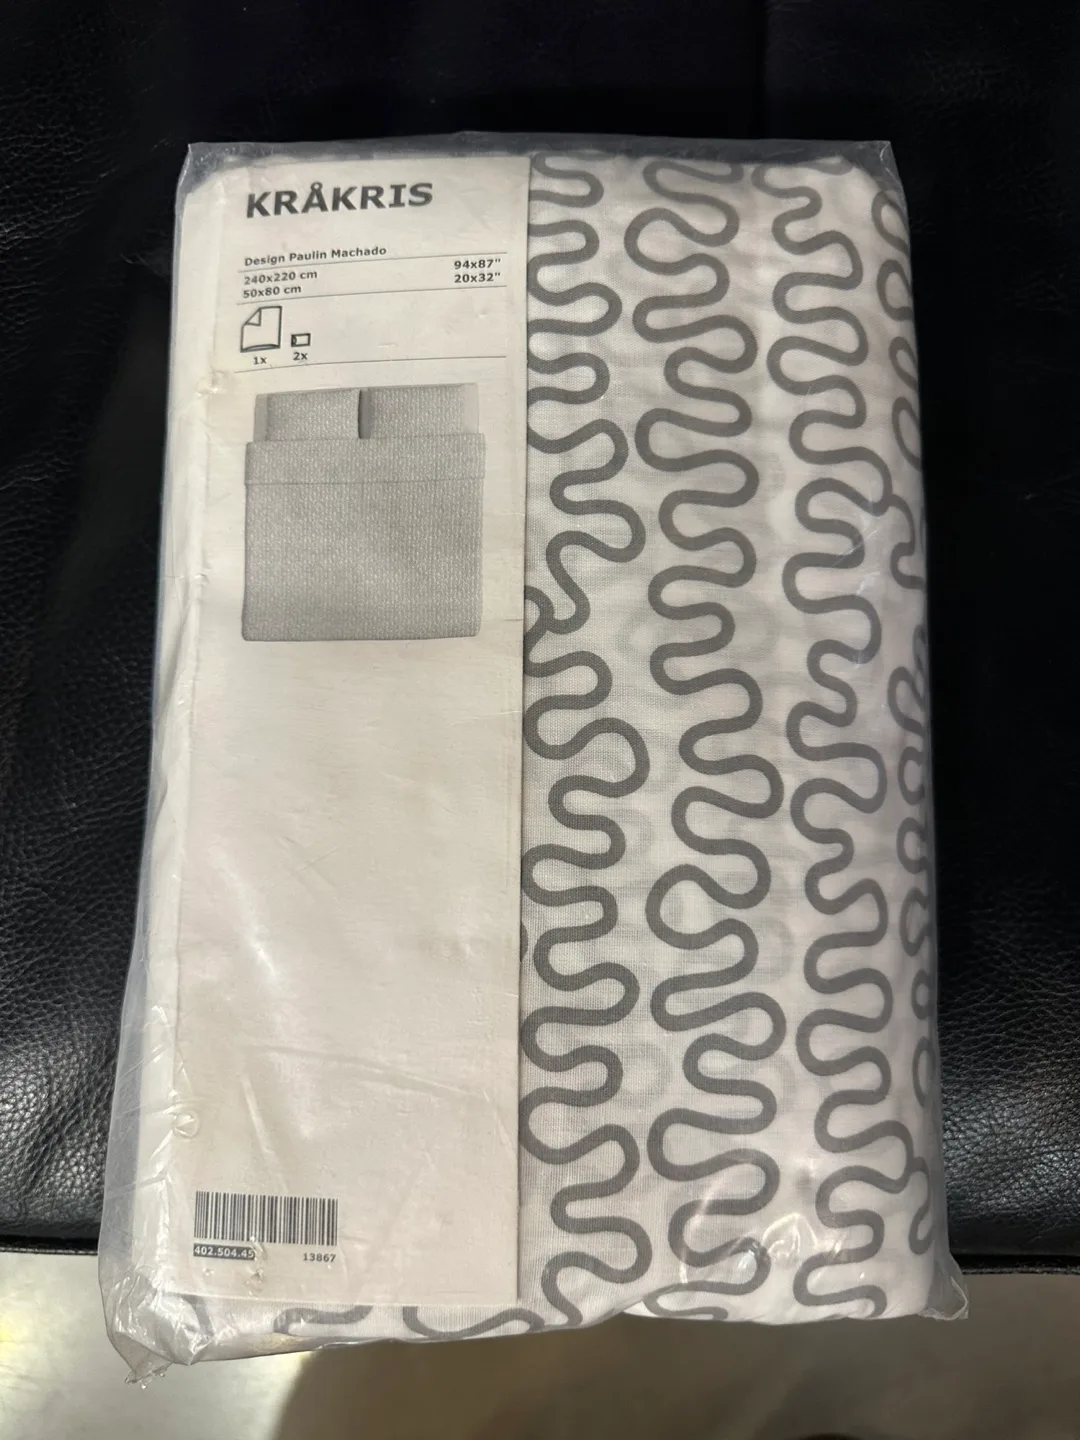 KRÅKRIS
Design Paulin Machado
240x220 cm 94x87"
50x80 cm 20x32"
1x 2x
402.504.45 13867